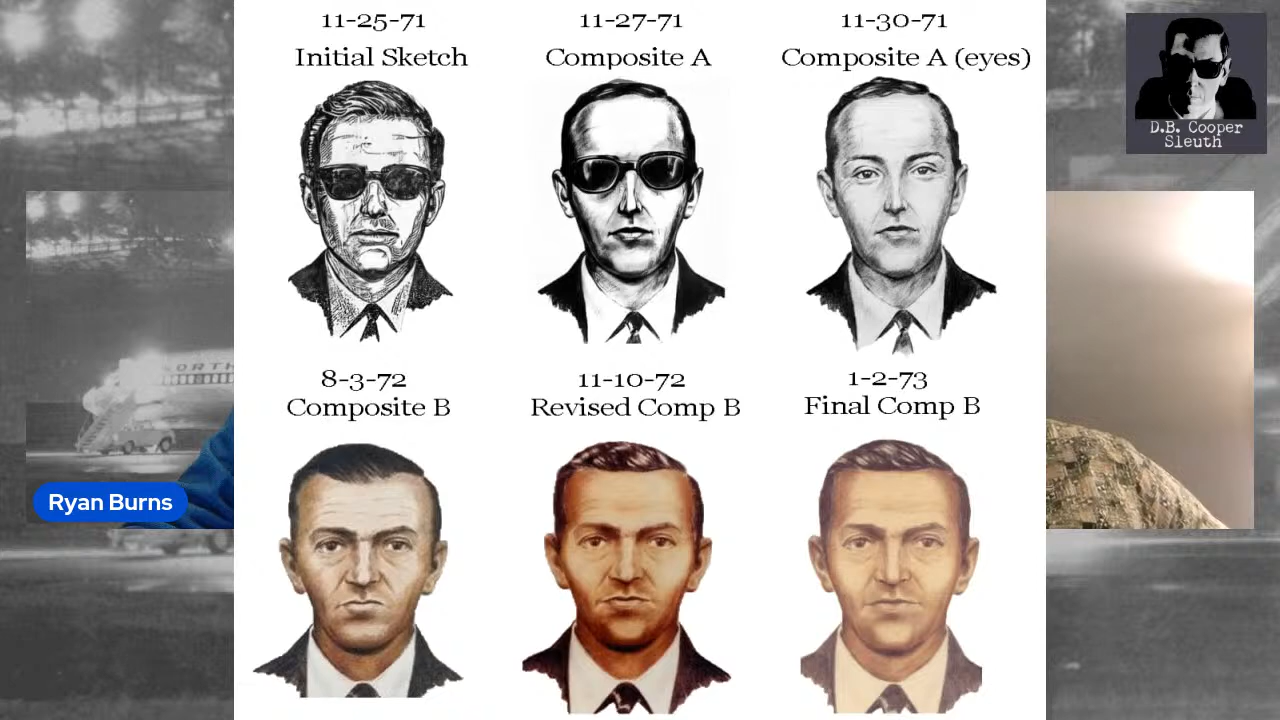 11-25-71
11-27-71
11-30-71
Initial Sketch
Composite A
Composite A (eyes)
D.B. Cooper
Sleuth
8-3-72
11-10-72
1-2-73
Composite B
Revised Comp B
Final Comp B
ORTH
Ryan Burns